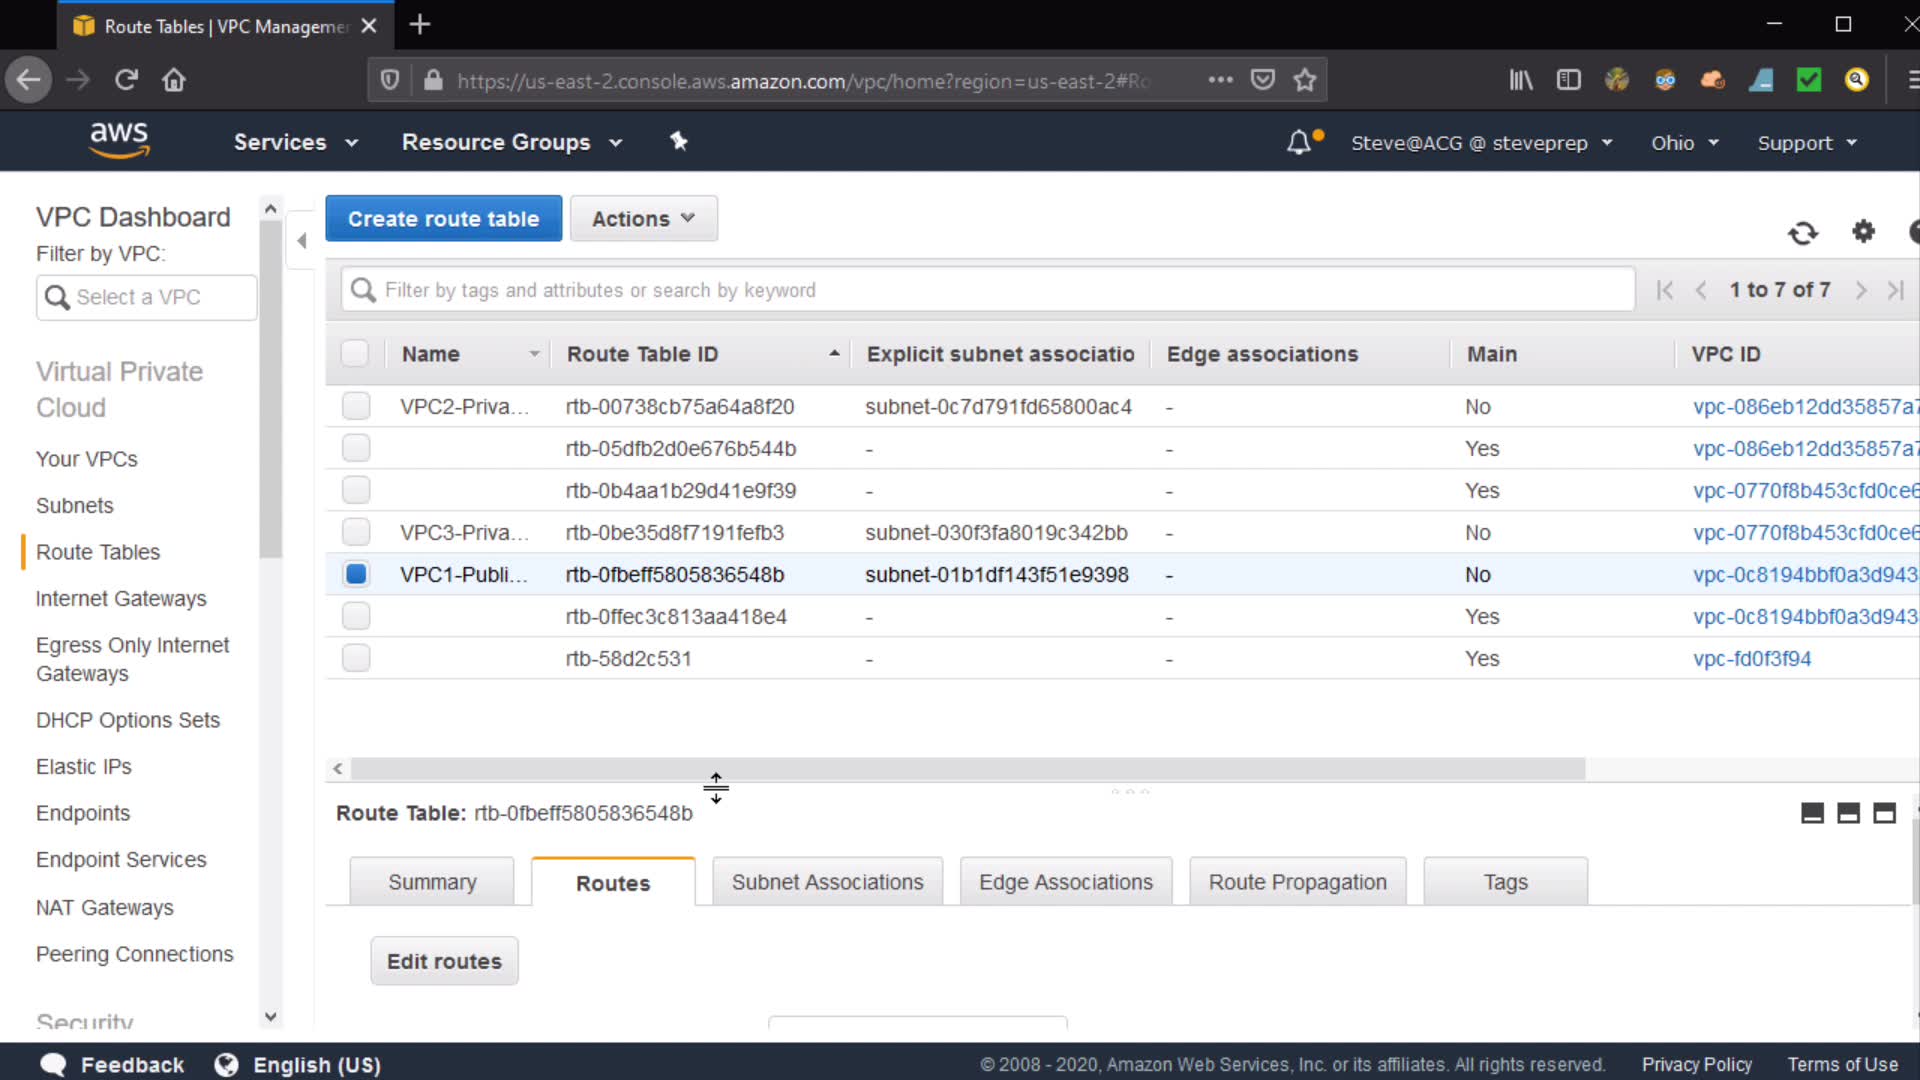 Route Tables | VPC Manageme
https://us-east-2.console.aws.amazon.com/vpc/home?region=us-east-2#Ro
aws
Services
Resource Groups
Steve@ACG @ steveprep
Ohio
Support
VPC Dashboard
Filter by VPC:
Select a VPC
Virtual Private
Cloud
Your VPCs
Subnets
Route Tables
Internet Gateways
Egress Only Internet
Gateways
DHCP Options Sets
Elastic IPs
Endpoints
Endpoint Services
NAT Gateways
Peering Connections
Security
Create route table
Actions
Filter by tags and attributes or search by keyword
1 to 7 of 7
Name Route Table ID Explicit subnet associatio Edge associations Main VPC ID
VPC2-Priva... rtb-00738cb75a64a8f20 subnet-0c7d791fd65800ac4 - No vpc-086eb12dd35857a7
rtb-05dfb2d0e676b544b - - Yes vpc-086eb12dd35857a7
rtb-0b4aa1b29d41e9f39 - - Yes vpc-0770f8b453cfd0ce6
VPC3-Priva... rtb-0be35d8f7191fefb3 subnet-030f3fa8019c342bb - No vpc-0770f8b453cfd0ce6
VPC1-Publi... rtb-0fbeff5805836548b subnet-01b1df143f51e9398 - No vpc-0c8194bbf0a3d943
rtb-0ffec3c813aa418e4 - - Yes vpc-0c8194bbf0a3d943
rtb-58d2c531 - - Yes vpc-fd0f3f94
Route Table: rtb-0fbeff5805836548b
Summary
Routes
Subnet Associations
Edge Associations
Route Propagation
Tags
Edit routes
Feedback
English (US)
© 2008 - 2020, Amazon Web Services, Inc. or its affiliates. All rights reserved.
Privacy Policy
Terms of Use